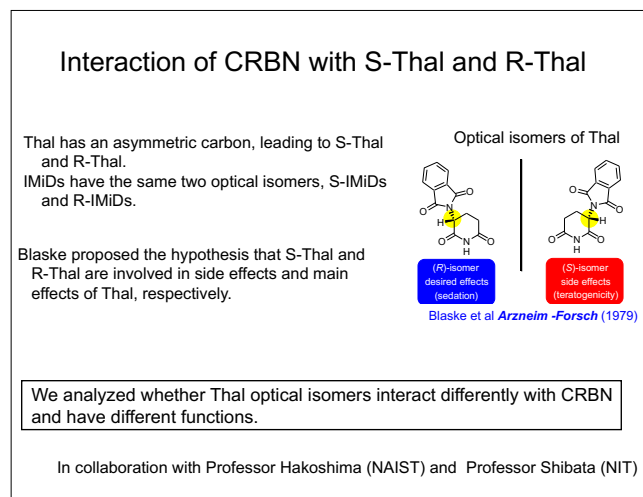 Interaction of CRBN with S-Thal and R-Thal
Thal has an asymmetric carbon, leading to S-Thal
and R-Thal.
IMiDs have the same two optical isomers, S-IMiDs
and R-IMiDs.
Blaske proposed the hypothesis that S-Thal and
R-Thal are involved in side effects and main
effects of Thal, respectively.
Optical isomers of Thal
O
N
O
H
O
N
H
O
O
N
O
H
O
N
H
O
(R)-isomer
desired effects
(sedation)
(S)-isomer
side effects
(teratogenicity)
Blaske et al Arzneim -Forsch (1979)
We analyzed whether Thal optical isomers interact differently with CRBN
and have different functions.
In collaboration with Professor Hakoshima (NAIST) and Professor Shibata (NIT)